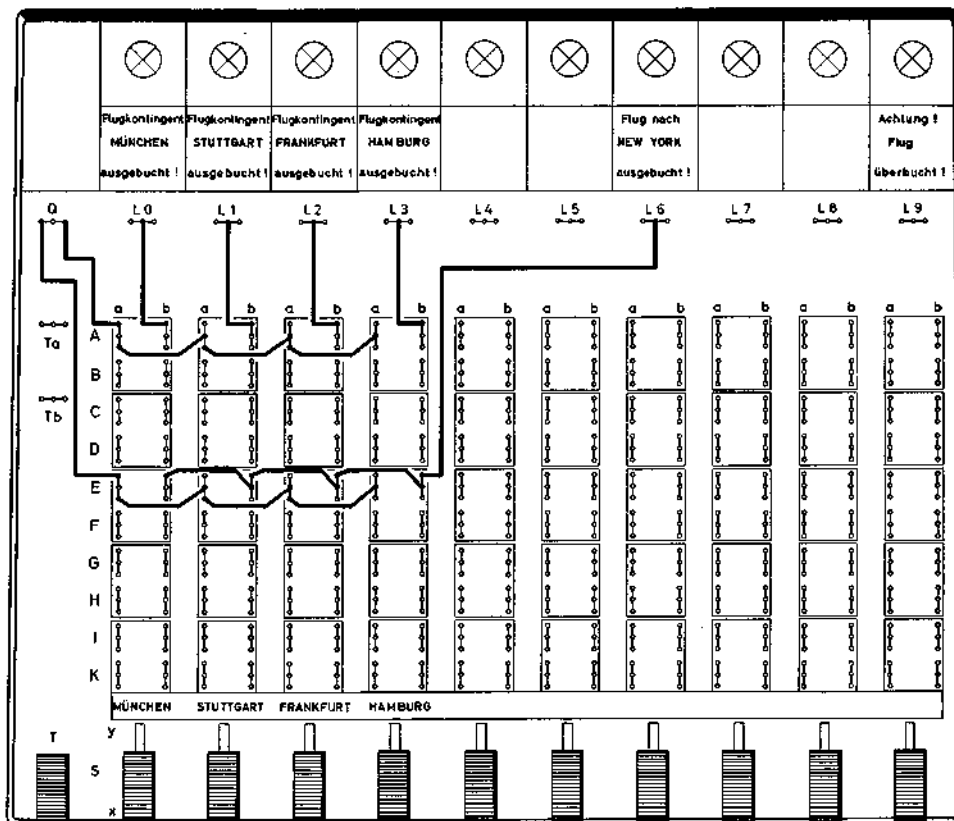 Flugkontingent Flugkontingent Flugkontingent Flugkontingent Flug nach Achtung !
MÜNCHEN STUTTGART FRANKFURT HAMBURG NEW YORK Flug
ausgebucht ! ausgebucht ! ausgebucht ! ausgebucht ! ausgebucht ! überbucht !
Q L0 L1 L2 L3 L4 L5 L6 L7 L8 L9
a b a b a b a b a b a b a b a b a b a b
A
Ta
B
Tb C
D
E
F
G
H
I
K
MÜNCHEN STUTTGART FRANKFURT HAMBURG
T y
S
x